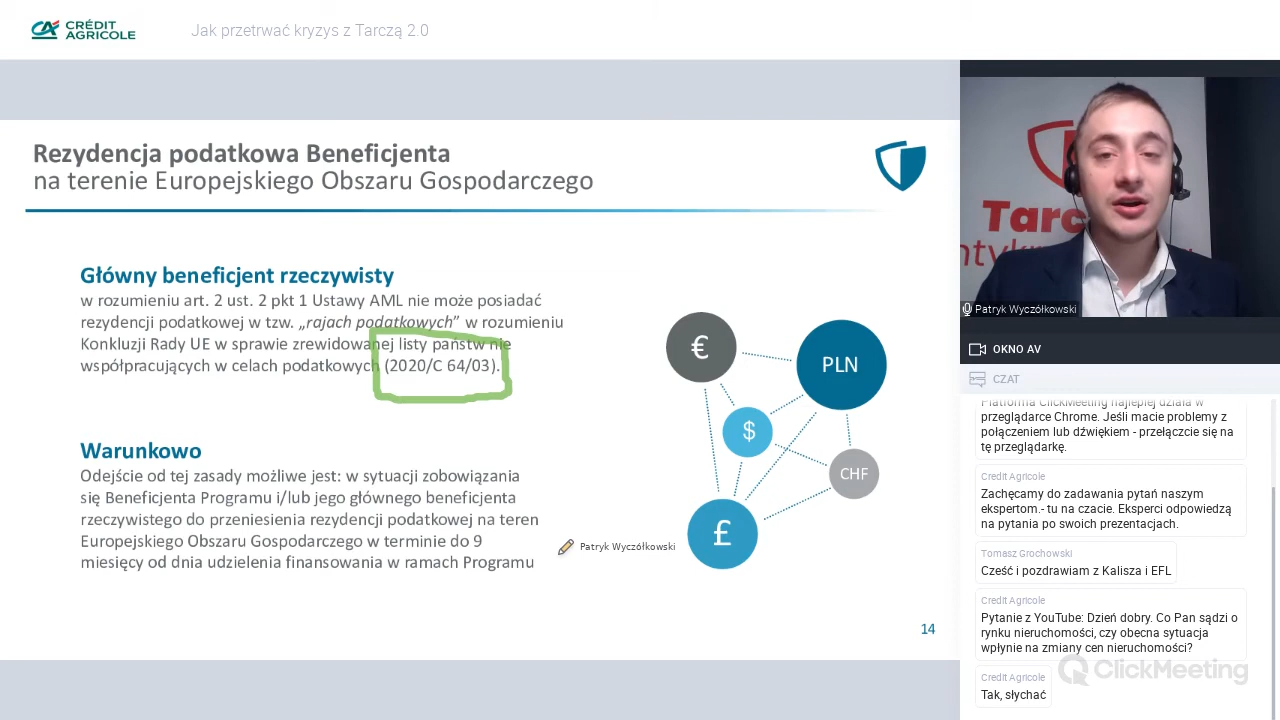 CRÉDIT
AGRICOLE
Jak przetrwać kryzys z Tarczą 2.0
Rezydencja podatkowa Beneficjenta
na terenie Europejskiego Obszaru Gospodarczego
Główny beneficjent rzeczywisty
w rozumieniu art. 2 ust. 2 pkt 1 Ustawy AML nie może posiadać
rezydencji podatkowej w tzw. „rajach podatkowych” w rozumieniu
Konkluzji Rady UE w sprawie zrewidowanej listy państw nie
współpracujących w celach podatkowych (2020/C 64/03).
Warunkowo
Odejście od tej zasady możliwe jest: w sytuacji zobowiązania
się Beneficjenta Programu i/lub jego głównego beneficjenta
rzeczywistego do przeniesienia rezydencji podatkowej na teren
Europejskiego Obszaru Gospodarczego w terminie do 9
miesięcy od dnia udzielenia finansowania w ramach Programu
€
PLN
$
CHF
£
Patryk Wyczółkowski
14
Tarc
ntyk
Patryk Wyczółkowski
OKNO AV
CZAT
Platforma ClickMeeting najlepiej działa w
przeglądarce Chrome. Jeśli macie problemy z
połączeniem lub dźwiękiem - przełączcie się na
tę przeglądarkę.
Credit Agricole
Zachęcamy do zadawania pytań naszym
ekspertom.- tu na czacie. Eksperci odpowiedzą
na pytania po swoich prezentacjach.
Tomasz Grochowski
Cześć i pozdrawiam z Kalisza i EFL
Credit Agricole
Pytanie z YouTube: Dzień dobry. Co Pan sądzi o
rynku nieruchomości, czy obecna sytuacja
wpłynie na zmiany cen nieruchomości?
Credit Agricole
Tak, słychać
ClickMeeting